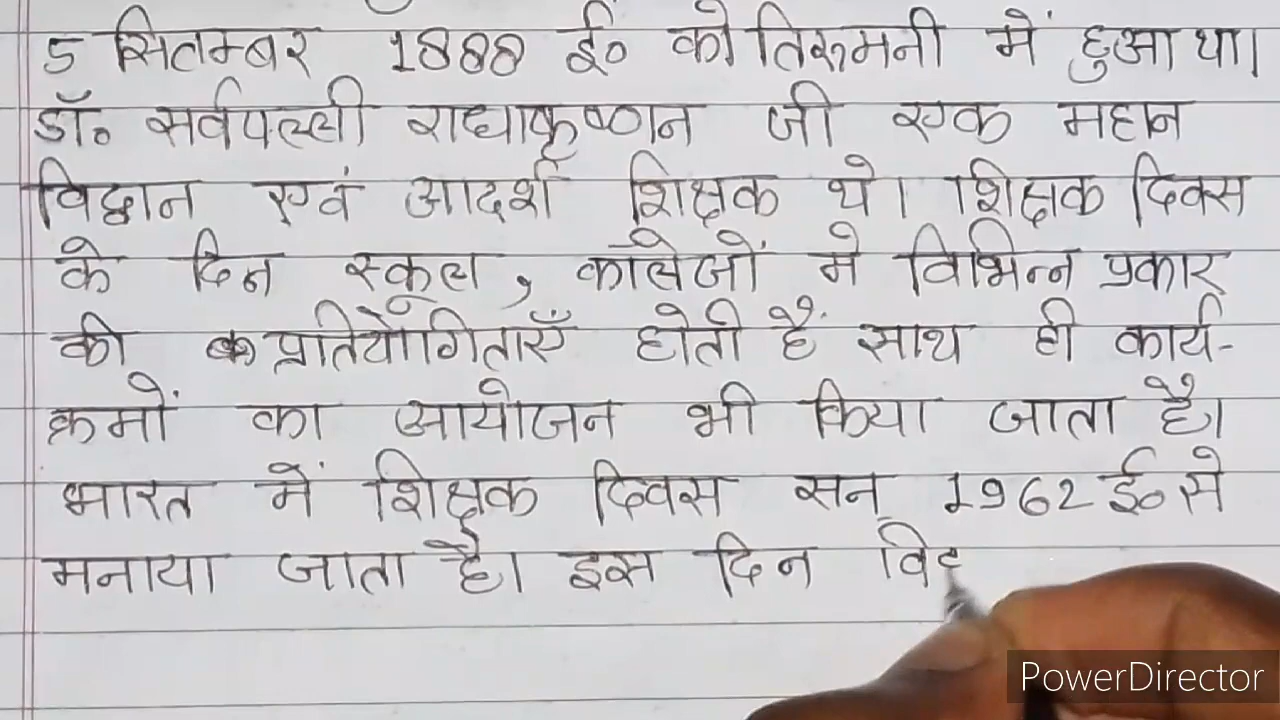 5 सितम्बर 1888 ई० को तिरुमनी में हुआ था।
डॉ० सर्वपल्ली राधाकृष्णन जी एक महान
विद्वान एवं आदर्श शिक्षक थे। शिक्षक दिवस
के दिन स्कूल, कॉलेजों मे विभिन्न प्रकार
की प्रतियोगिताएँ होती हैं साथ ही कार्य-
क्रमों का आयोजन भी किया जाता है।
भारत में शिक्षक दिवस सन् 1962 ई० से
मनाया जाता है। इस दिन
PowerDirector